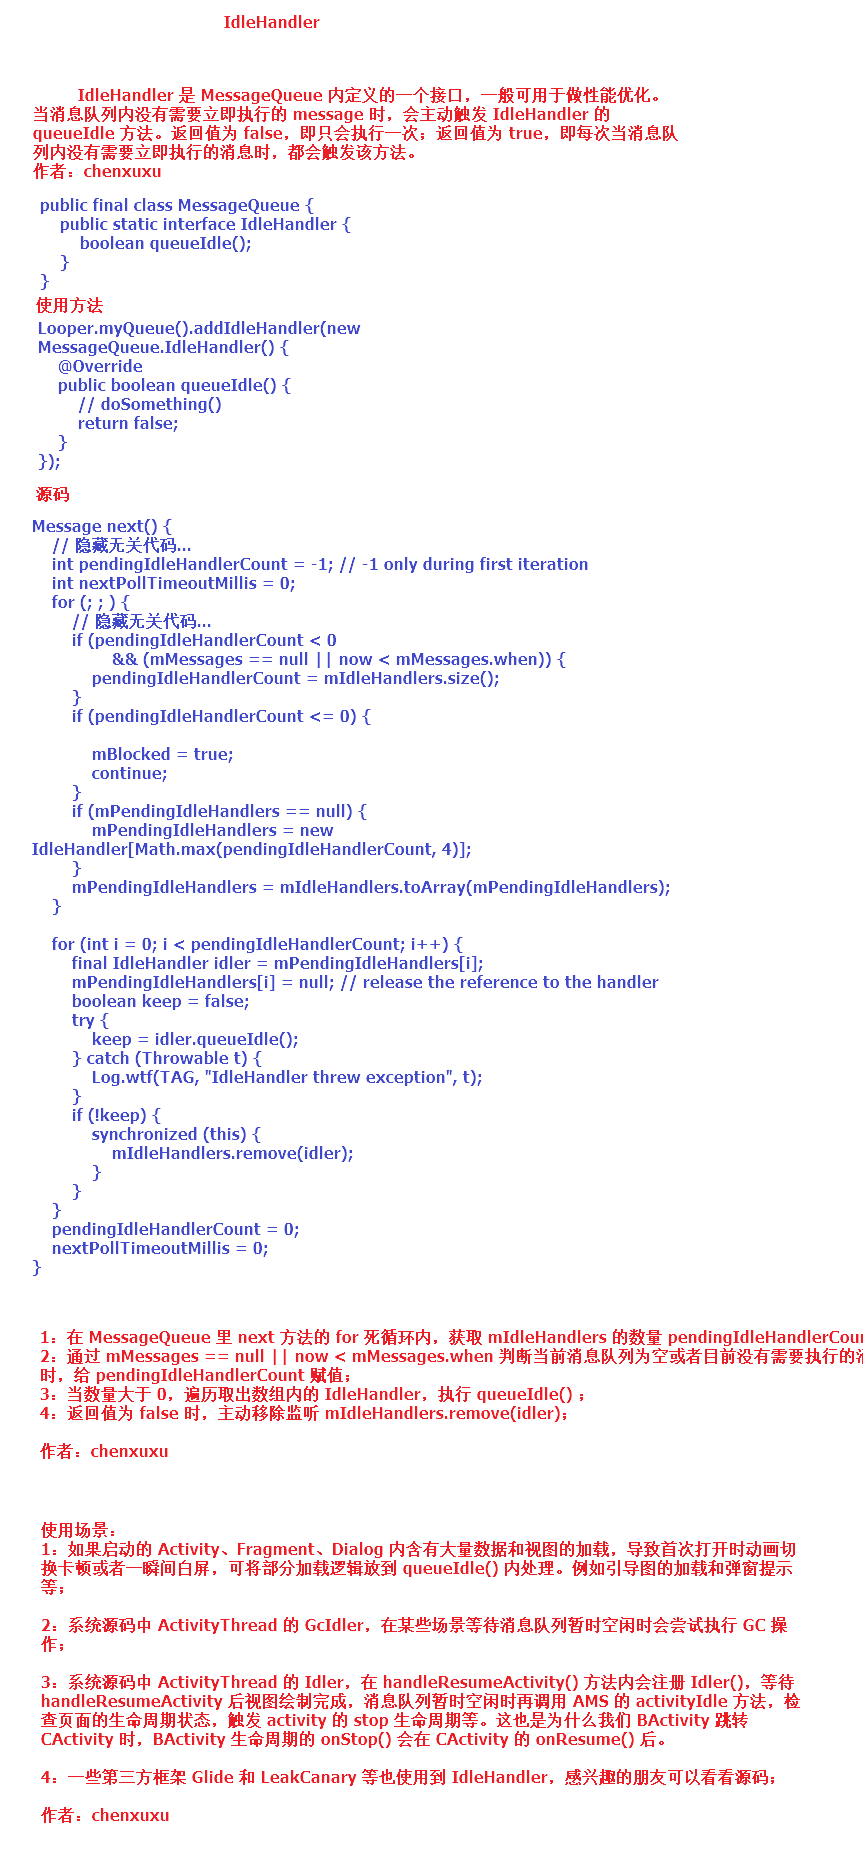 IdleHandler
IdleHandler 是 MessageQueue 内定义的一个接口，一般可用于做性能优化。
当消息队列内没有需要立即执行的 message 时，会主动触发 IdleHandler 的
queueIdle 方法。返回值为 false，即只会执行一次；返回值为 true，即每次当消息队
列内没有需要立即执行的消息时，都会触发该方法。
作者：chenxuxu
public final class MessageQueue {
public static interface IdleHandler {
boolean queueIdle();
}
}
使用方法
Looper.myQueue().addIdleHandler(new
MessageQueue.IdleHandler() {
@Override
public boolean queueIdle() {
// doSomething()
return false;
}
});
源码
Message next() {
// 隐藏无关代码...
int pendingIdleHandlerCount = -1; // -1 only during first iteration
int nextPollTimeoutMillis = 0;
for (; ; ) {
// 隐藏无关代码...
if (pendingIdleHandlerCount < 0
&& (mMessages == null || now < mMessages.when)) {
pendingIdleHandlerCount = mIdleHandlers.size();
}
if (pendingIdleHandlerCount <= 0) {
mBlocked = true;
continue;
}
if (mPendingIdleHandlers == null) {
mPendingIdleHandlers = new
IdleHandler[Math.max(pendingIdleHandlerCount, 4)];
}
mPendingIdleHandlers = mIdleHandlers.toArray(mPendingIdleHandlers);
}
for (int i = 0; i < pendingIdleHandlerCount; i++) {
final IdleHandler idler = mPendingIdleHandlers[i];
mPendingIdleHandlers[i] = null; // release the reference to the handler
boolean keep = false;
try {
keep = idler.queueIdle();
} catch (Throwable t) {
Log.wtf(TAG, "IdleHandler threw exception", t);
}
if (!keep) {
synchronized (this) {
mIdleHandlers.remove(idler);
}
}
}
pendingIdleHandlerCount = 0;
nextPollTimeoutMillis = 0;
}
1：在 MessageQueue 里 next 方法的 for 死循环内，获取 mIdleHandlers 的数量 pendingIdleHandlerCoun
2：通过 mMessages == null || now < mMessages.when 判断当前消息队列为空或者目前没有需要执行的消
时，给 pendingIdleHandlerCount 赋值；
3：当数量大于 0，遍历取出数组内的 IdleHandler，执行 queueIdle() ；
4：返回值为 false 时，主动移除监听 mIdleHandlers.remove(idler)；
作者：chenxuxu
使用场景：
1：如果启动的 Activity、Fragment、Dialog 内含有大量数据和视图的加载，导致首次打开时动画切
换卡顿或者一瞬间白屏，可将部分加载逻辑放到 queueIdle() 内处理。例如引导图的加载和弹窗提示
等；
2：系统源码中 ActivityThread 的 GcIdler，在某些场景等待消息队列暂时空闲时会尝试执行 GC 操
作；
3：系统源码中 ActivityThread 的 Idler，在 handleResumeActivity() 方法内会注册 Idler()，等待
handleResumeActivity 后视图绘制完成，消息队列暂时空闲时再调用 AMS 的 activityIdle 方法，检
查页面的生命周期状态，触发 activity 的 stop 生命周期等。这也是为什么我们 BActivity 跳转
CActivity 时，BActivity 生命周期的 onStop() 会在 CActivity 的 onResume() 后。
4：一些第三方框架 Glide 和 LeakCanary 等也使用到 IdleHandler，感兴趣的朋友可以看看源码；
作者：chenxuxu